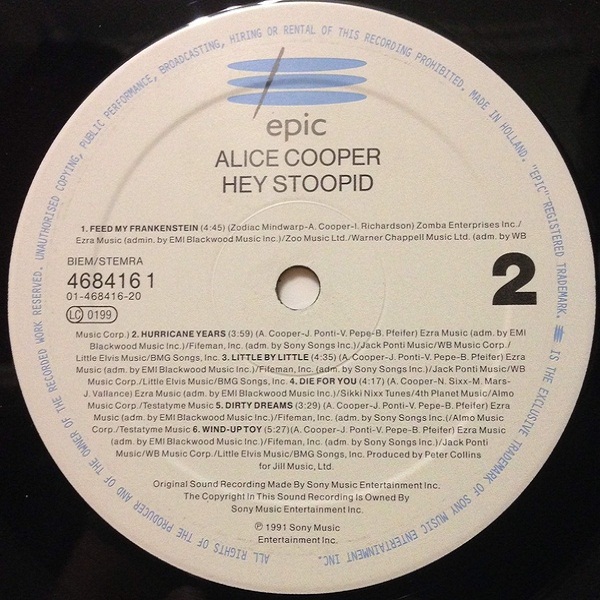 epic
ALICE COOPER
HEY STOOPID
1. FEED MY FRANKENSTEIN (4:45) (Zodiac Mindwarp-A. Cooper-I. Richardson) Zomba Enterprises Inc./
Ezra Music (admin. by EMI Blackwood Music Inc.)/Zoo Music Ltd./Warner Chappell Music Ltd. (adm. by WB
BIEM/STEMRA
468416 1
01-468416-20
LC 0199
2
Music Corp.) 2. HURRICANE YEARS (3:59) (A. Cooper-J. Ponti-V. Pepe-B. Pfeifer) Ezra Music (adm. by EMI
Blackwood Music Inc.)/Fifeman, Inc. (adm. by Sony Songs Inc.)/Jack Ponti Music/WB Music Corp./
Little Elvis Music/BMG Songs, Inc. 3. LITTLE BY LITTLE (4:35) (A. Cooper-J. Ponti-V. Pepe-B. Pfeifer) Ezra
Music (adm. by EMI Blackwood Music Inc.)/Fifeman, Inc. (adm. by Sony Songs Inc.)/Jack Ponti Music/WB
Music Corp./Little Elvis Music/BMG Songs, Inc. 4. DIE FOR YOU (4:17) (A. Cooper-N. Sixx-M. Mars-
J. Vallance) Ezra Music (adm. by EMI Blackwood Music Inc.)/Sikki Nixx Tunes/4th Planet Music/Almo
Music Corp./Testatyme Music 5. DIRTY DREAMS (3:29) (A. Cooper-J. Ponti-V. Pepe-B. Pfeifer) Ezra
Music (adm. by EMI Blackwood Music Inc.)/Fifeman, Inc. (adm. by Sony Songs Inc.)/Almo Music
Corp./Testatyme Music 6. WIND-UP TOY (5:27) (A. Cooper-J. Ponti-V. Pepe-B. Pfeifer) Ezra Music (adm. by
EMI Blackwood Music Inc.)/Fifeman, Inc. (adm. by Sony Songs Inc.)/Jack Ponti
Music/WB Music Corp./Little Elvis Music/BMG Songs, Inc. Produced by Peter Collins
for Jill Music, Ltd.
Original Sound Recording Made By Sony Music Entertainment Inc.
The Copyright In This Sound Recording Is Owned By
Sony Music Entertainment Inc.
℗ 1991 Sony Music
Entertainment Inc.
ALL RIGHTS OF THE PRODUCER AND OF THE OWNER OF THE RECORDED WORK RESERVED. UNAUTHORISED COPYING, PUBLIC PERFORMANCE, BROADCASTING, HIRING OR RENTAL OF THIS RECORDING PROHIBITED. MADE IN HOLLAND. "EPIC" REGISTERED TRADEMARK. IS THE EXCLUSIVE TRADEMARK OF SONY MUSIC ENTERTAINMENT INC.